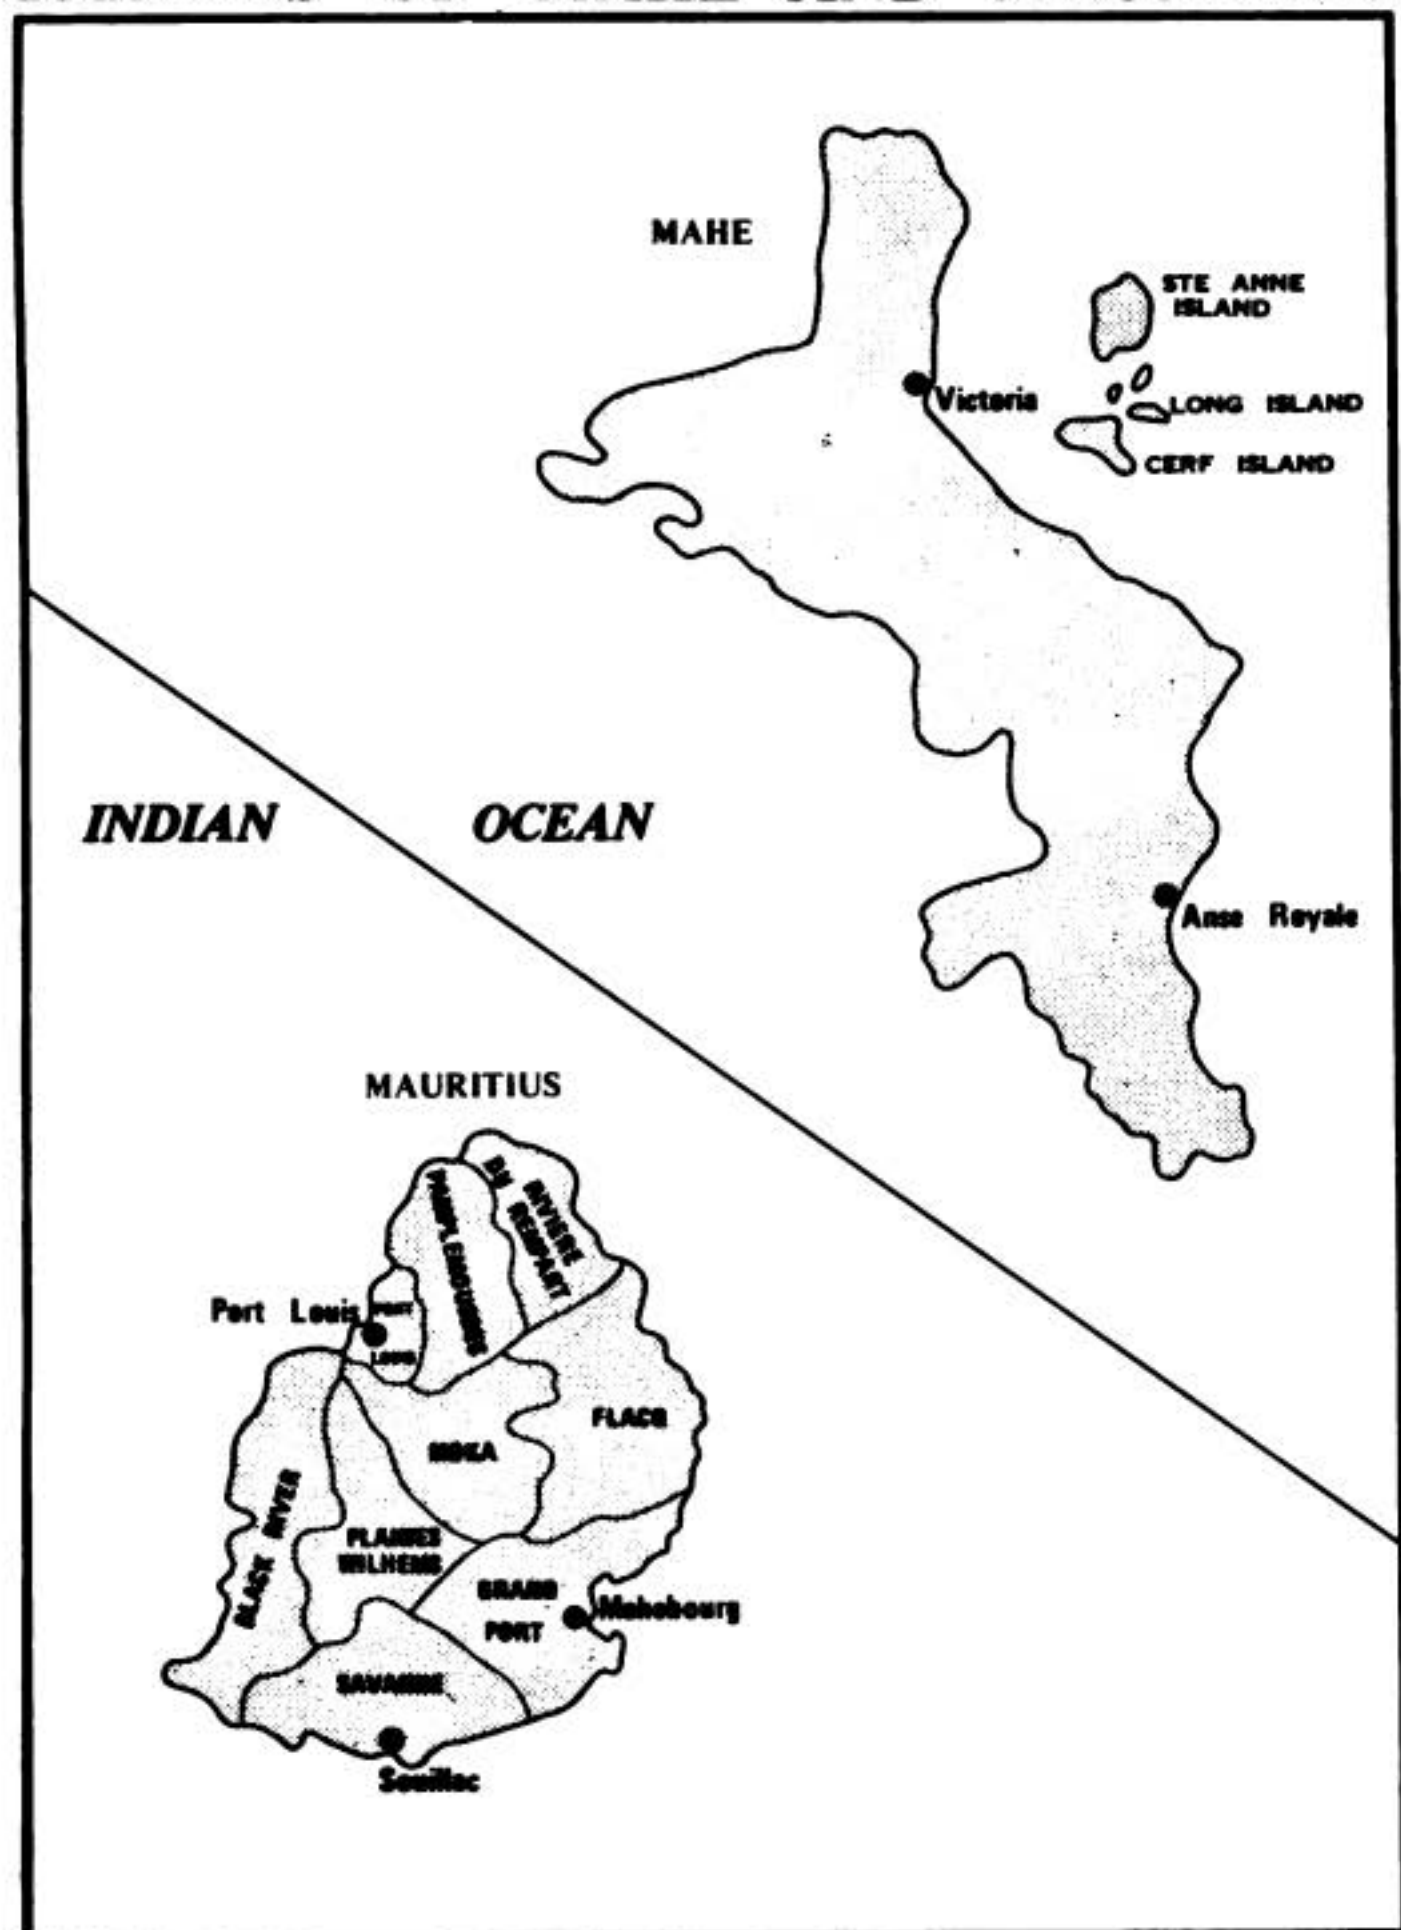 MAHE
STE ANNE
ISLAND
Victoria
LONG ISLAND
CERF ISLAND
INDIAN OCEAN
Anse Royale
MAURITIUS
RIVIERE
DU REMPART
PAMPLEMOUSSES
Port Louis
PORT
LOUIS
FLACQ
MOKA
BLACK RIVER
PLAINES
WILHEMS
GRAND
PORT
Mahebourg
SAVANNE
Souillac